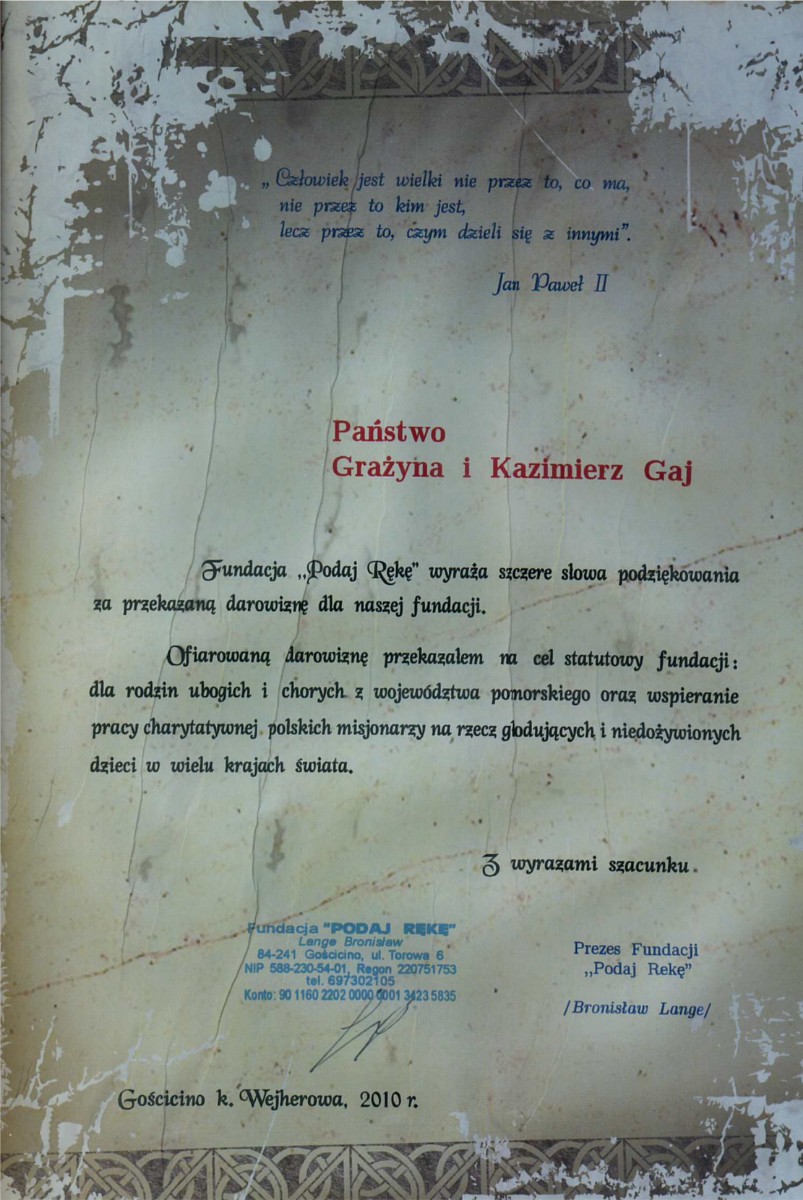 „Człowiek jest wielki nie przez to, co ma,
nie przez to kim jest,
lecz przez to, czym dzieli się z innymi”.
Jan Paweł II
Państwo
Grażyna i Kazimierz Gaj
Fundacja „Podaj Rękę” wyraża szczere słowa podziękowania
za przekazaną darowiznę dla naszej fundacji.
Ofiarowaną darowiznę przekazałem na cel statutowy fundacji:
dla rodzin ubogich i chorych z województwa pomorskiego oraz wspieranie
pracy charytatywnej polskich misjonarzy na rzecz głodujących i niedożywionych
dzieci w wielu krajach świata.
Z wyrazami szacunku.
Fundacja "PODAJ RĘKĘ"
Lange Bronisław
84-241 Gościcino, ul. Torowa 6
NIP 588-230-54-01, Regon 220751753
tel. 697302105
Konto: 90 1160 2202 0000 0001 3423 5835
Prezes Fundacji
„Podaj Rekę”
/Bronisław Lange/
Gościcino k. Wejherowa, 2010 r.